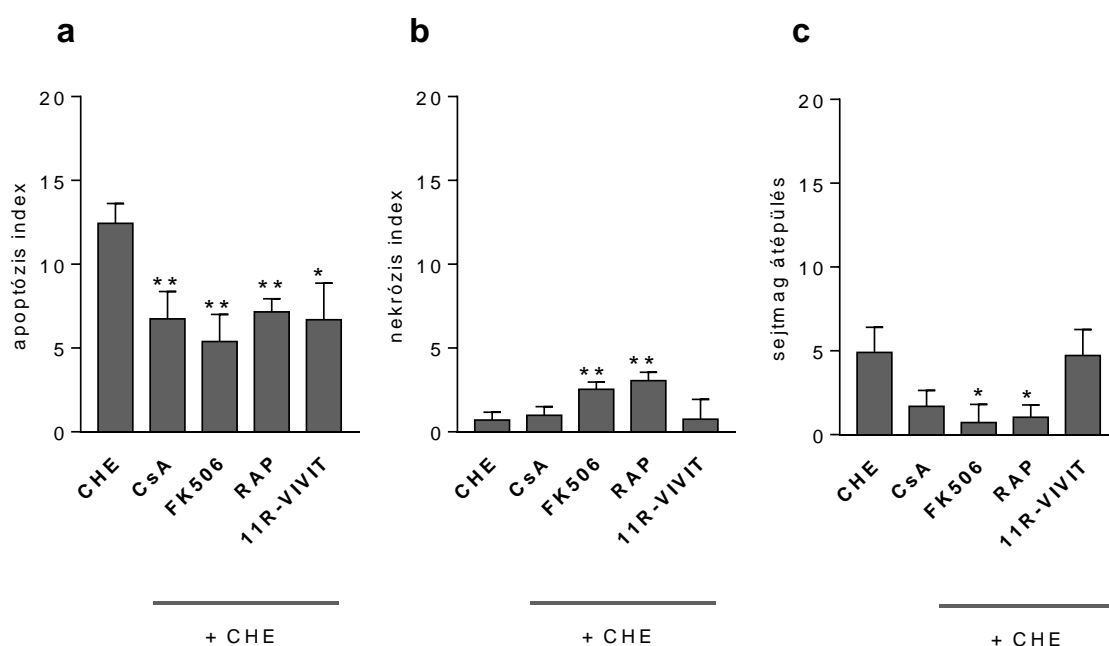 a
20
15
10
5
0
apoptózis index
**
**
**
*
CHE
CsA
FK506
RAP
11R-VIVIT
+ CHE
b
20
15
10
5
0
nekrózis index
**
**
CHE
CsA
FK506
RAP
11R-VIVIT
+ CHE
c
20
15
10
5
0
sejtmag átépülés
*
*
CHE
CsA
FK506
RAP
11R-VIVIT
+ CHE